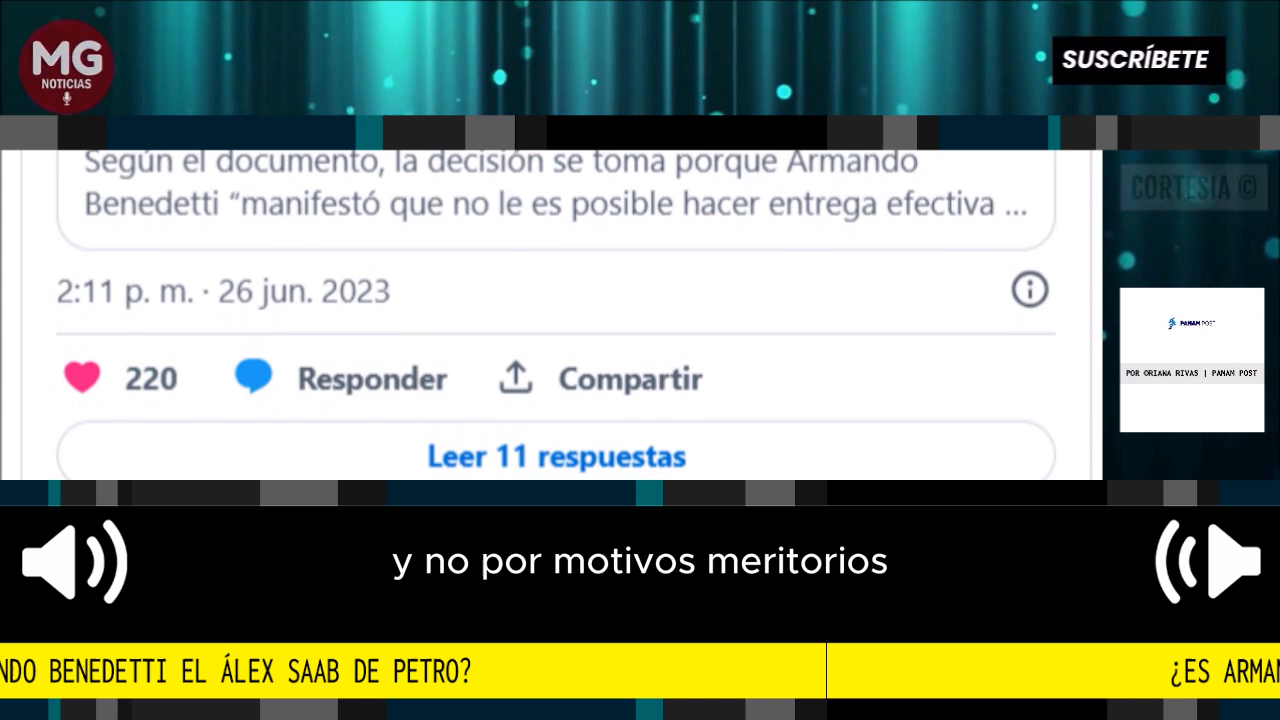 MG
NOTICIAS
SUSCRÍBETE
Según el documento, la decisión se toma porque Armando
Benedetti “manifestó que no le es posible hacer entrega efectiva ...
CORTESIA ©
2:11 p. m. · 26 jun. 2023
PANAM POST
220 Responder Compartir
POR ORIANA RIVAS | PANAM POST
Leer 11 respuestas
y no por motivos meritorios
NDO BENEDETTI EL ÁLEX SAAB DE PETRO? ¿ES ARMAN